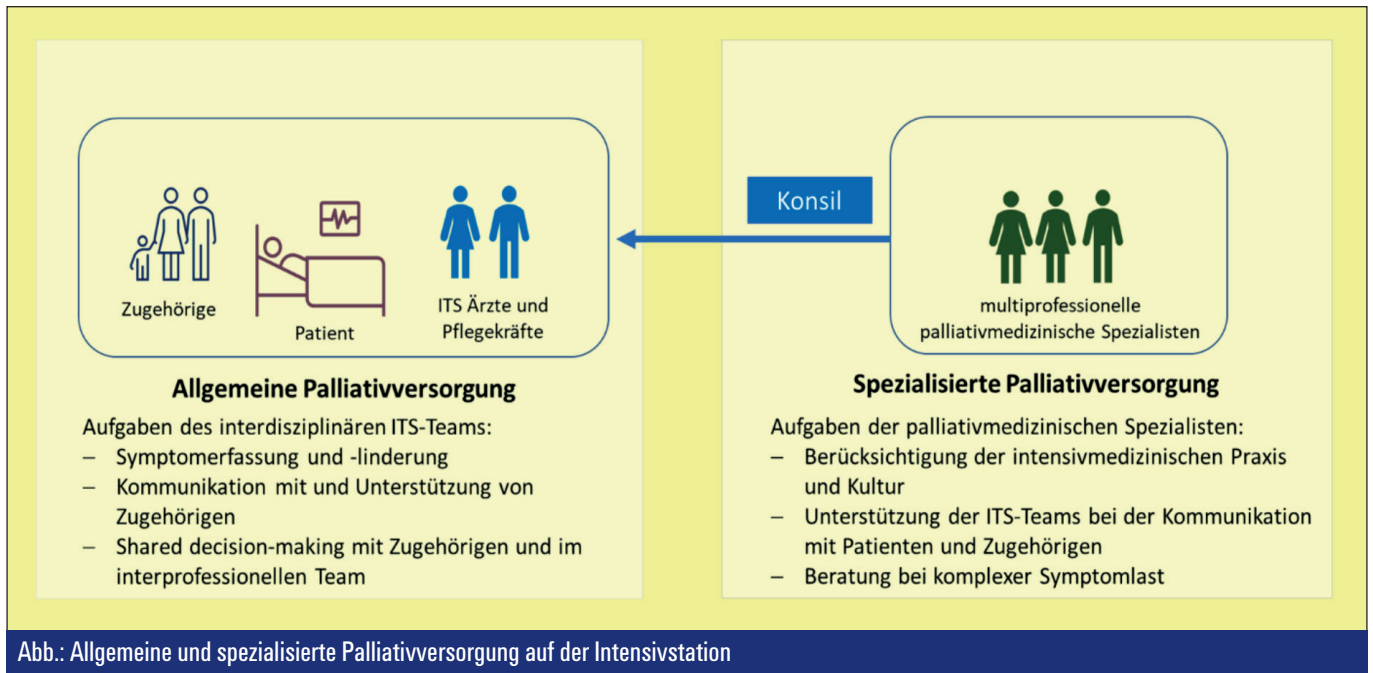 Zugehörige
Patient
ITS Ärzte und
Pflegekräfte
Allgemeine Palliativversorgung
Aufgaben des interdisziplinären ITS-Teams:
– Symptomerfassung und -linderung
– Kommunikation mit und Unterstützung von
Zugehörigen
– Shared decision-making mit Zugehörigen und im
interprofessionellen Team
Konsil
multiprofessionelle
palliativmedizinische Spezialisten
Spezialisierte Palliativversorgung
Aufgaben der palliativmedizinischen Spezialisten:
– Berücksichtigung der intensivmedizinischen Praxis
und Kultur
– Unterstützung der ITS-Teams bei der Kommunikation
mit Patienten und Zugehörigen
– Beratung bei komplexer Symptomlast
Abb.: Allgemeine und spezialisierte Palliativversorgung auf der Intensivstation